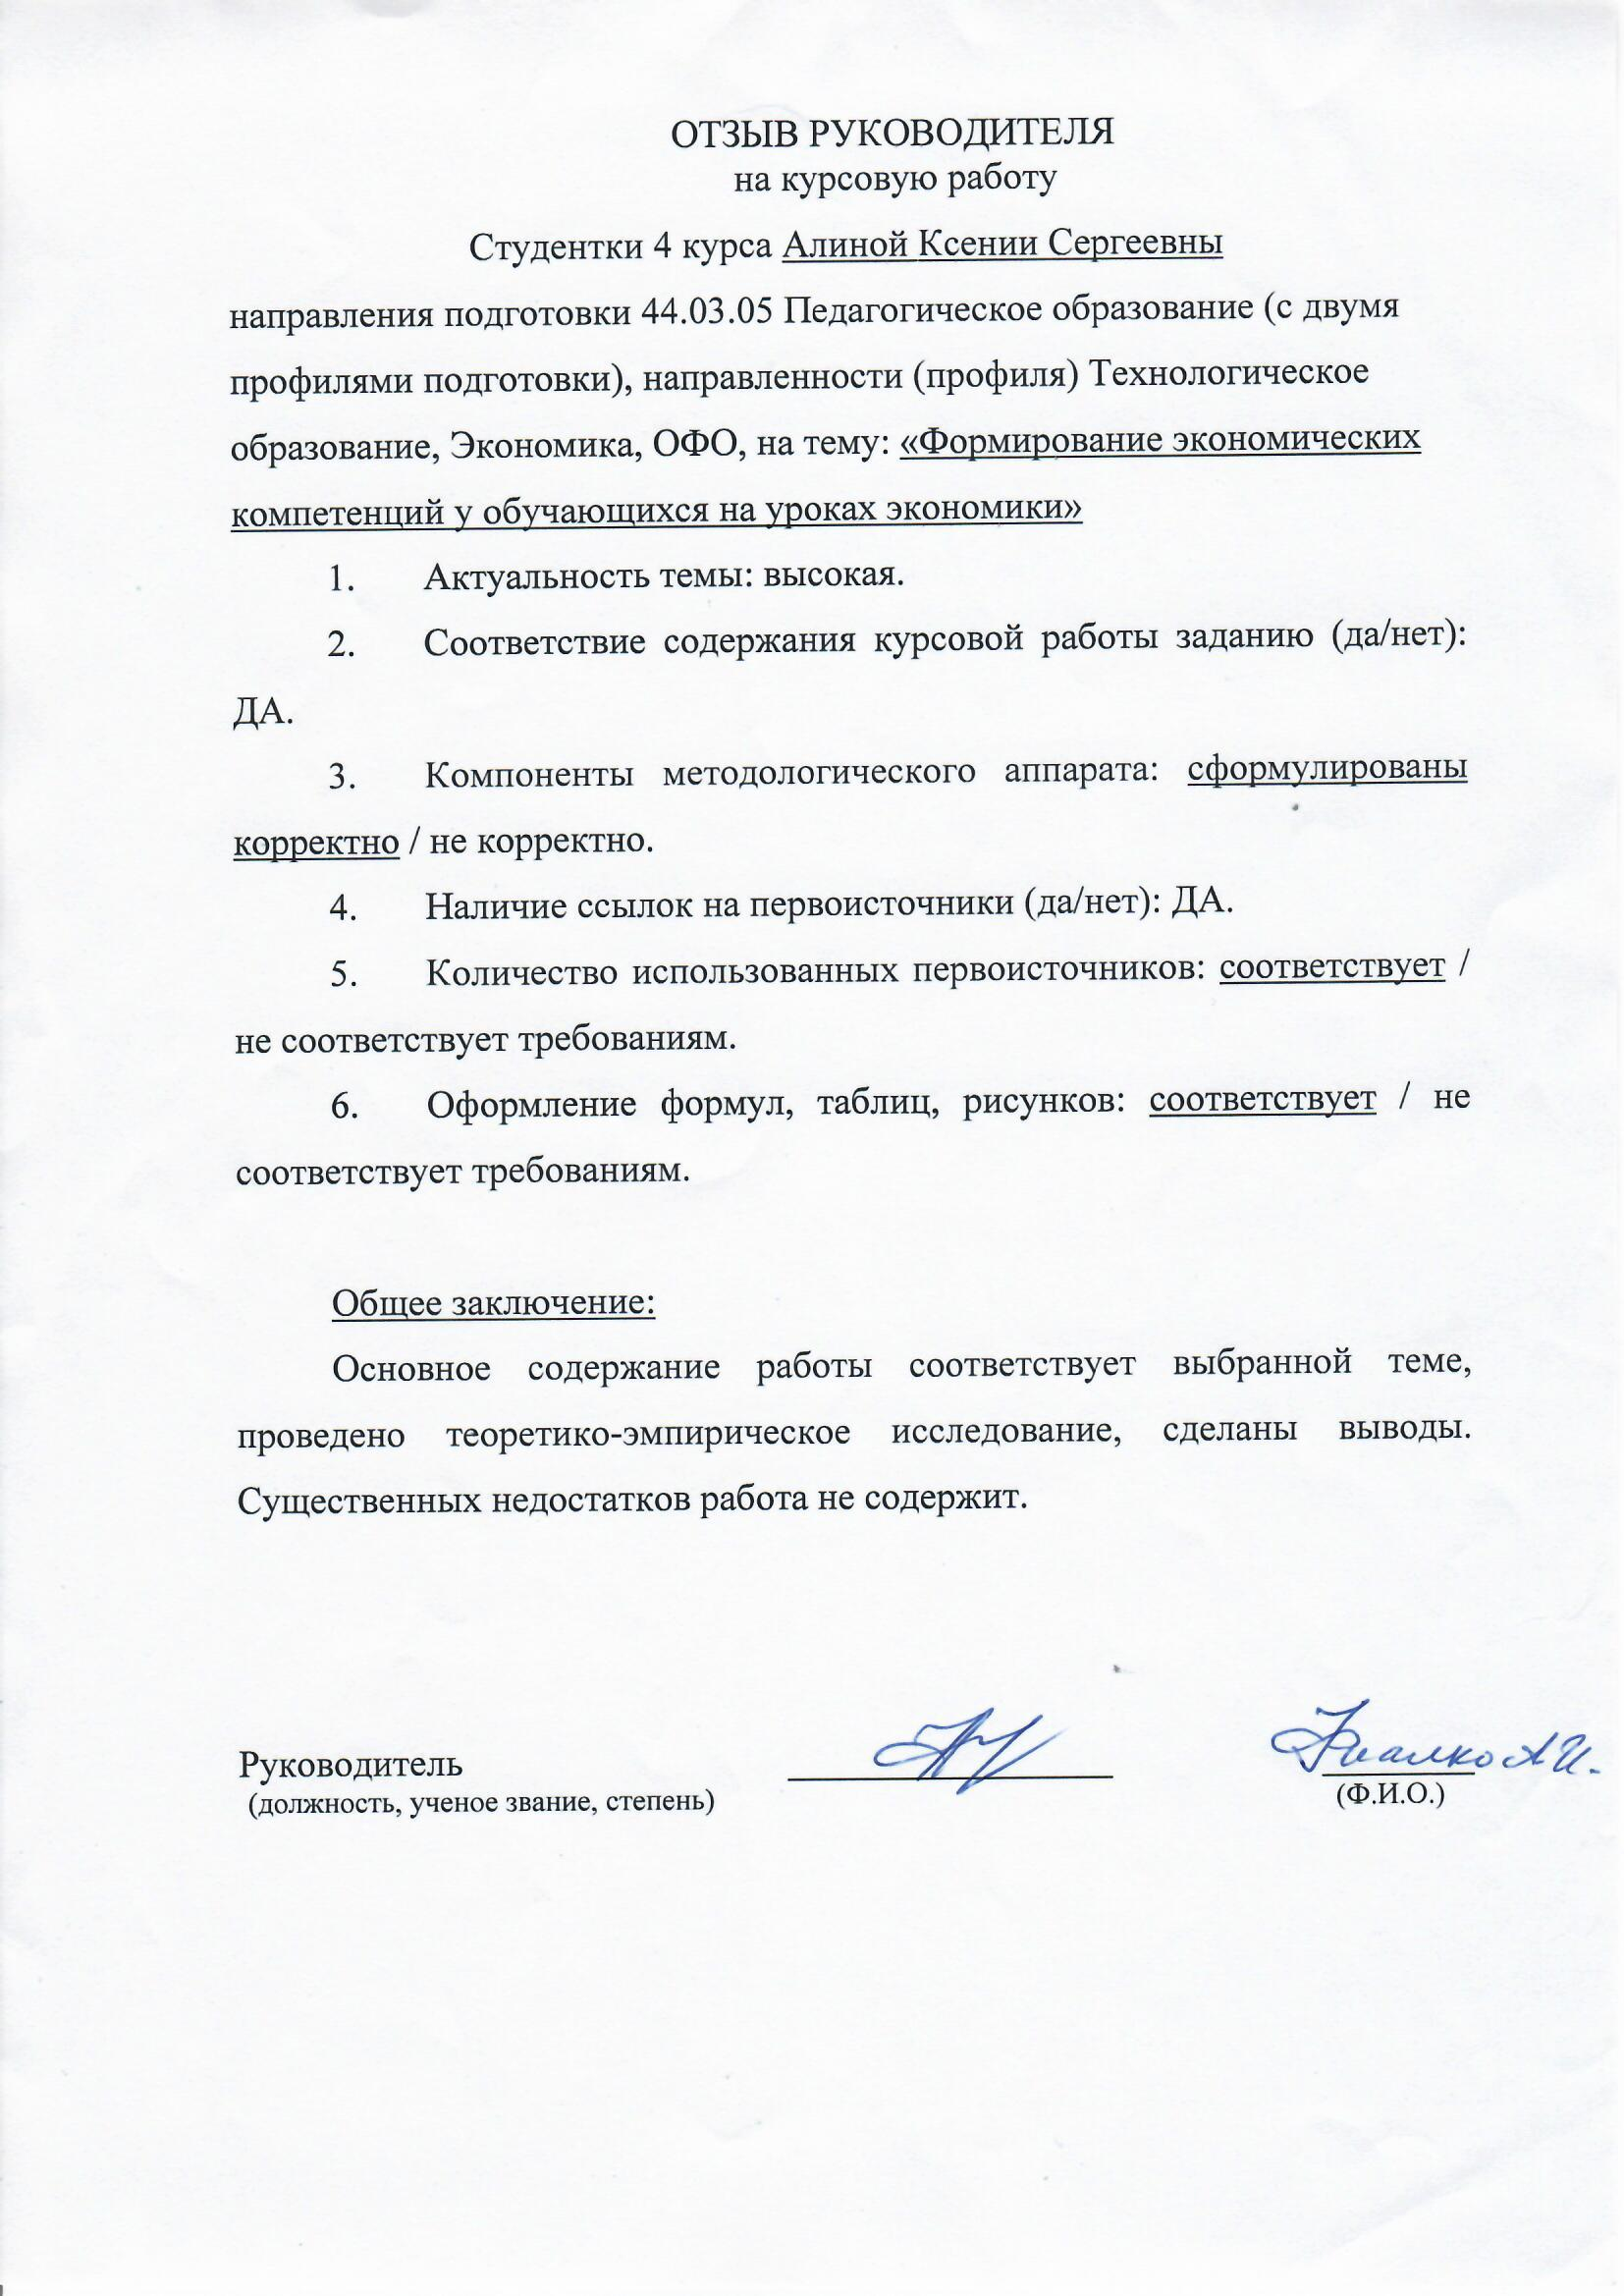 ОТЗЫВ РУКОВОДИТЕЛЯ
на курсовую работу
Студентки 4 курса Алиной Ксении Сергеевны
направления подготовки 44.03.05 Педагогическое образование (с двумя
профилями подготовки), направленности (профиля) Технологическое
образование, Экономика, ОФО, на тему: «Формирование экономических
компетенций у обучающихся на уроках экономики»
1. Актуальность темы: высокая.
2. Соответствие содержания курсовой работы заданию (да/нет):
ДА.
3. Компоненты методологического аппарата: сформулированы
корректно / не корректно.
4. Наличие ссылок на первоисточники (да/нет): ДА.
5. Количество использованных первоисточников: соответствует /
не соответствует требованиям.
6. Оформление формул, таблиц, рисунков: соответствует / не
соответствует требованиям.
Общее заключение:
Основное содержание работы соответствует выбранной теме,
проведено теоретико-эмпирическое исследование, сделаны выводы.
Существенных недостатков работа не содержит.
Руководитель
(должность, ученое звание, степень)
(Ф.И.О.)